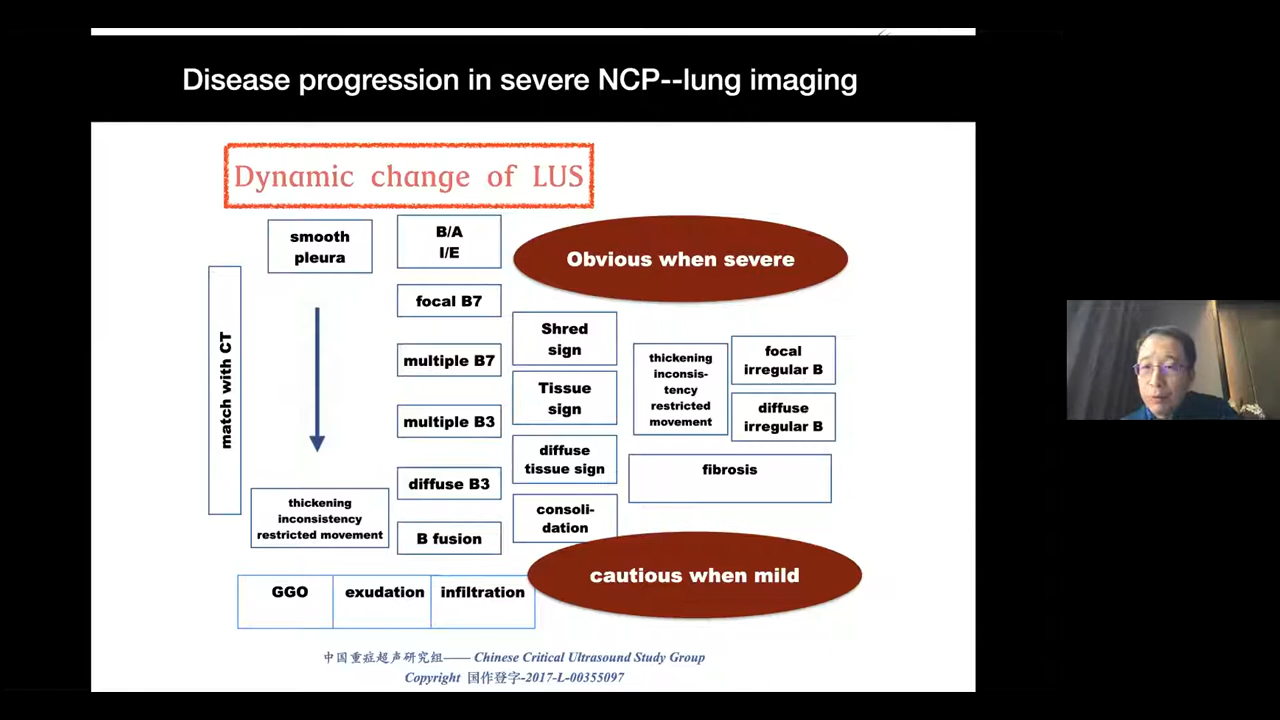 Disease progression in severe NCP--lung imaging
Dynamic change of LUS
smooth
pleura
B/A
I/E
Obvious when severe
focal B7
match with CT
Shred
sign
multiple B7
thickening
inconsis-
tency
restricted
movement
focal
irregular B
Tissue
sign
diffuse
irregular B
multiple B3
diffuse
tissue sign
fibrosis
diffuse B3
thickening
inconsistency
restricted movement
consoli-
dation
B fusion
cautious when mild
GGO
exudation
infiltration
中国重症超声研究组—— Chinese Critical Ultrasound Study Group
Copyright 国作登字-2017-L-00355097